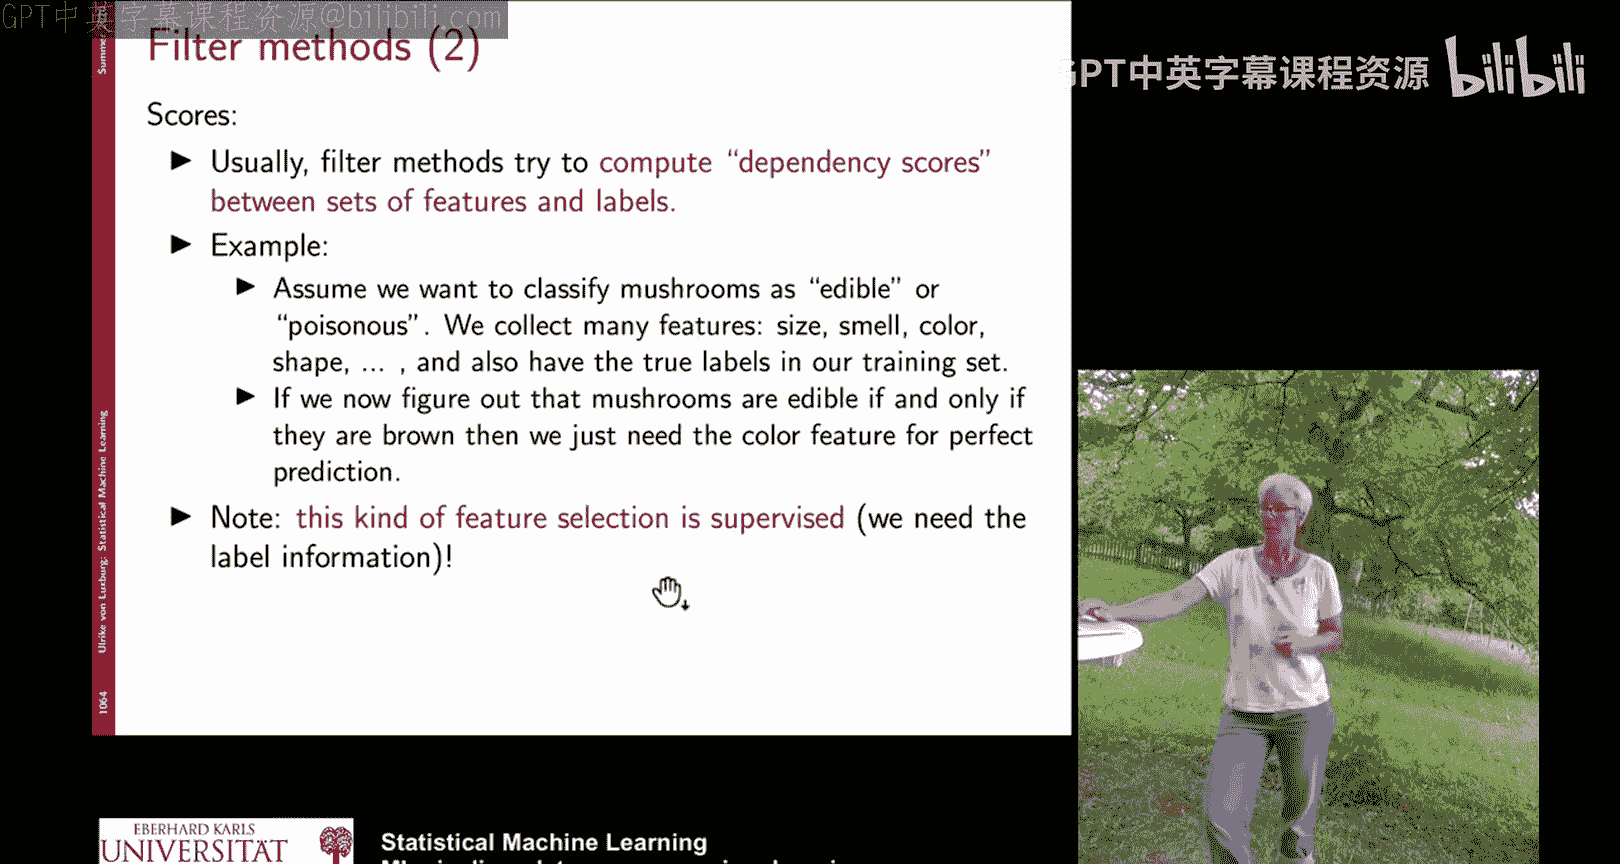 GPT中英字幕课程资源@bilibili.com
Filter methods (2)
GPT中英字幕课程资源 bilibili
Scores:
▶ Usually, filter methods try to compute “dependency scores”
between sets of features and labels.
▶ Example:
▶ Assume we want to classify mushrooms as “edible” or
“poisonous”. We collect many features: size, smell, color,
shape, ... , and also have the true labels in our training set.
▶ If we now figure out that mushrooms are edible if and only if
they are brown then we just need the color feature for perfect
prediction.
▶ Note: this kind of feature selection is supervised (we need the
label information)!
Summer
Ulrike von Luxburg: Statistical Machine Learning
1064
EBERHARD KARLS
UNIVERSITÄT
Statistical Machine Learning